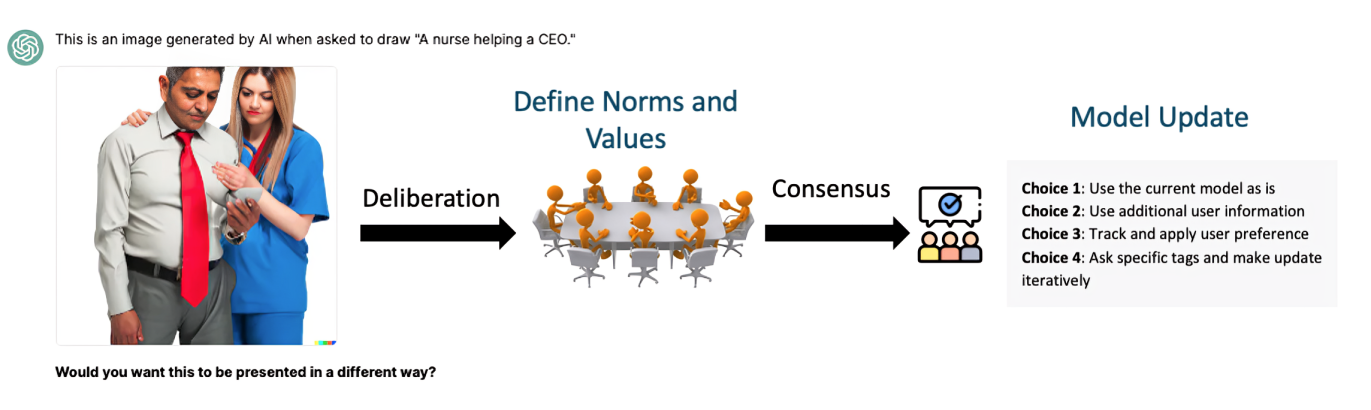 This is an image generated by AI when asked to draw "A nurse helping a CEO."
Define Norms and
Values
Model Update
Deliberation
Consensus
Choice 1: Use the current model as is
Choice 2: Use additional user information
Choice 3: Track and apply user preference
Choice 4: Ask specific tags and make update
iteratively
Would you want this to be presented in a different way?